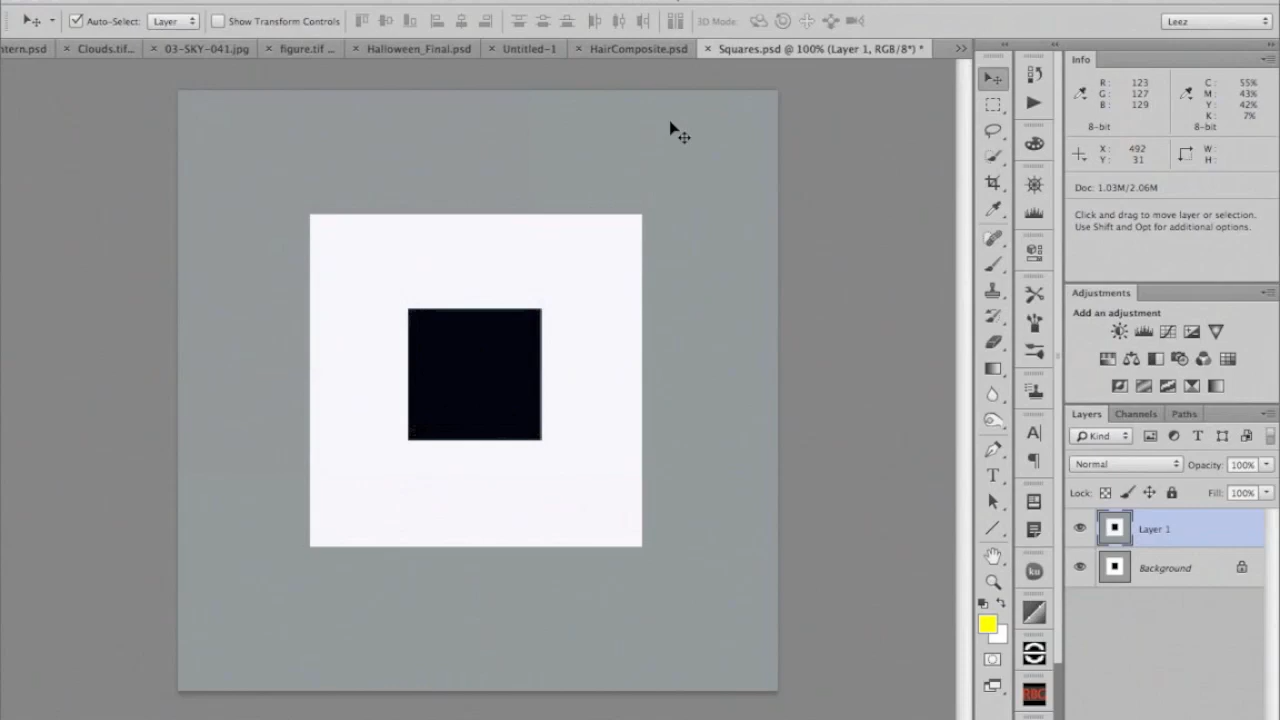 Auto-Select: Layer Show Transform Controls 3D Mode: Leez
ntern.psd × Clouds.tif... × 03-SKY-041.jpg × figure.tif ... × Halloween_Final.psd × Untitled-1 × HairComposite.psd × Squares.psd @ 100% (Layer 1, RGB/8*) * >>
Info
R: 123 C: 55%
G: 127 M: 43%
B: 129 Y: 42%
K: 7%
8-bit 8-bit
X: 492 W:
Y: 31 H:
Doc: 1.03M/2.06M
Click and drag to move layer or selection.
Use Shift and Opt for additional options.
Adjustments
Add an adjustment
Layers Channels Paths
Kind
Normal Opacity: 100%
Lock: Fill: 100%
Layer 1
Background
ku
RBG